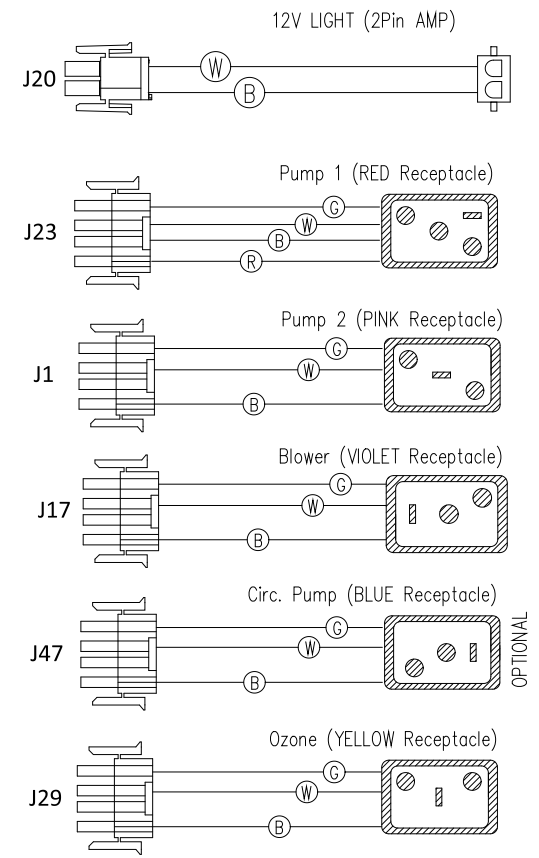 12V LIGHT (2Pin AMP)
J20
W
B
Pump 1 (RED Receptacle)
J23
G
W
B
R
Pump 2 (PINK Receptacle)
J1
G
W
B
Blower (VIOLET Receptacle)
J17
G
W
B
Circ. Pump (BLUE Receptacle)
J47
G
W
B
OPTIONAL
Ozone (YELLOW Receptacle)
J29
G
W
B